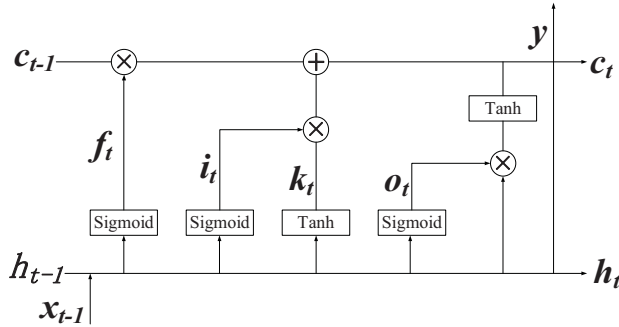 y
c_{t-1}
c_t
Tanh
f_t
i_t
k_t
o_t
Sigmoid Sigmoid Tanh Sigmoid
h_{t-1}
h_t
x_{t-1}